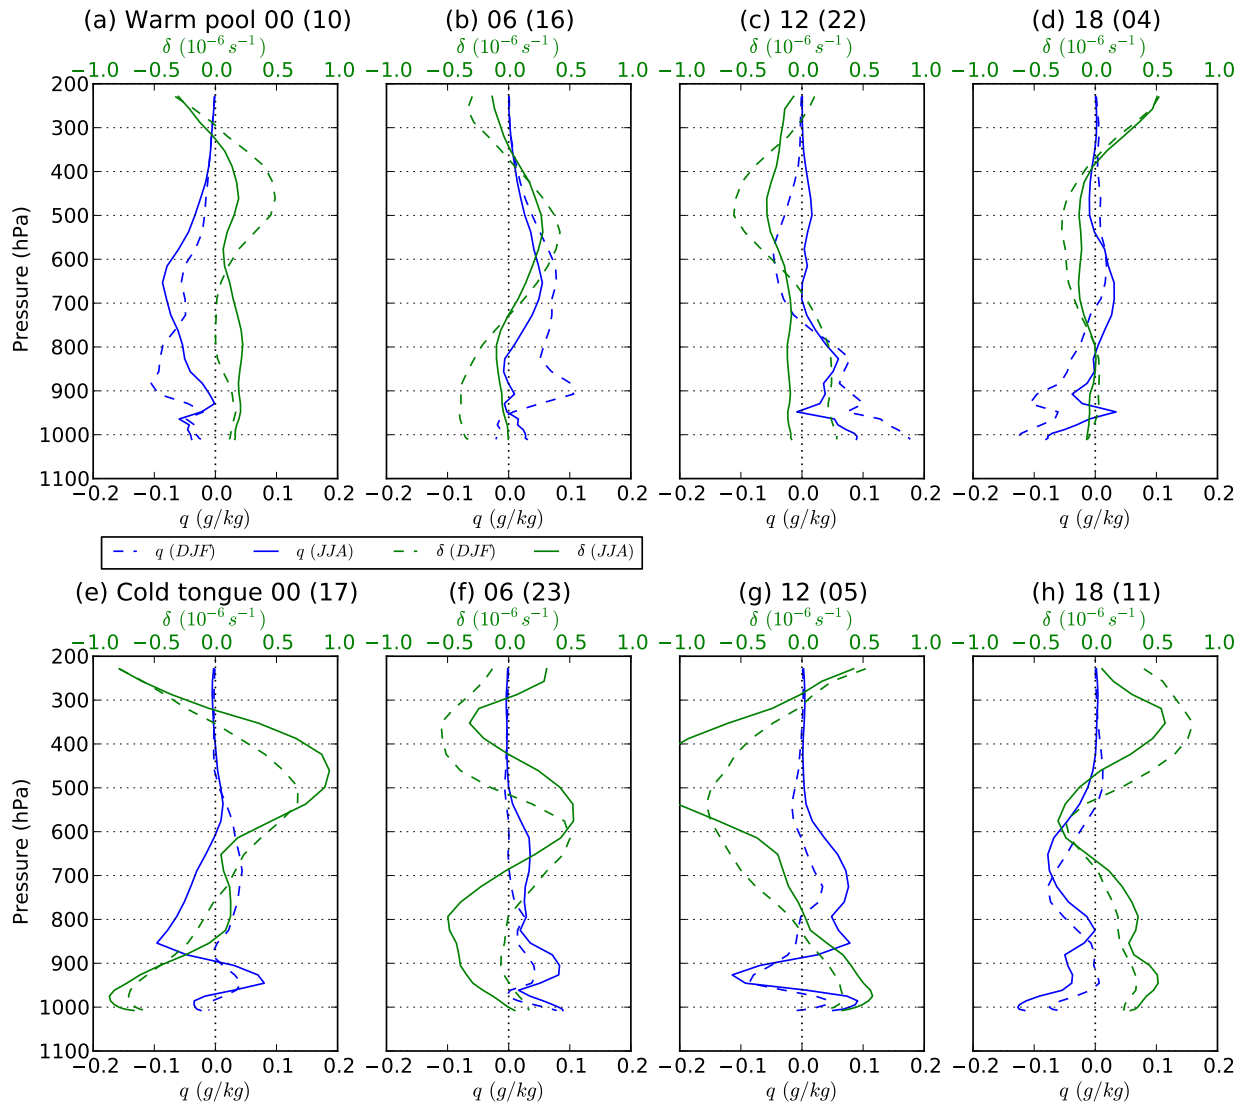 (a) Warm pool 00 (10) (b) 06 (16) (c) 12 (22) (d) 18 (04)
δ (10⁻⁶s⁻¹) δ (10⁻⁶s⁻¹) δ (10⁻⁶s⁻¹) δ (10⁻⁶s⁻¹)
−1.0 −0.5 0.0 0.5 1.0 −1.0 −0.5 0.0 0.5 1.0 −1.0 −0.5 0.0 0.5 1.0 −1.0 −0.5 0.0 0.5 1.0
200
300
400
500
600
700
800
900
1000
1100
Pressure (hPa)
−0.2 −0.1 0.0 0.1 0.2 −0.2 −0.1 0.0 0.1 0.2 −0.2 −0.1 0.0 0.1 0.2 −0.2 −0.1 0.0 0.1 0.2
q (g/kg) q (g/kg) q (g/kg) q (g/kg)
q (DJF) q (JJA) δ (DJF) δ (JJA)
(e) Cold tongue 00 (17) (f) 06 (23) (g) 12 (05) (h) 18 (11)
δ (10⁻⁶s⁻¹) δ (10⁻⁶s⁻¹) δ (10⁻⁶s⁻¹) δ (10⁻⁶s⁻¹)
−1.0 −0.5 0.0 0.5 1.0 −1.0 −0.5 0.0 0.5 1.0 −1.0 −0.5 0.0 0.5 1.0 −1.0 −0.5 0.0 0.5 1.0
200
300
400
500
600
700
800
900
1000
1100
Pressure (hPa)
−0.2 −0.1 0.0 0.1 0.2 −0.2 −0.1 0.0 0.1 0.2 −0.2 −0.1 0.0 0.1 0.2 −0.2 −0.1 0.0 0.1 0.2
q (g/kg) q (g/kg) q (g/kg) q (g/kg)